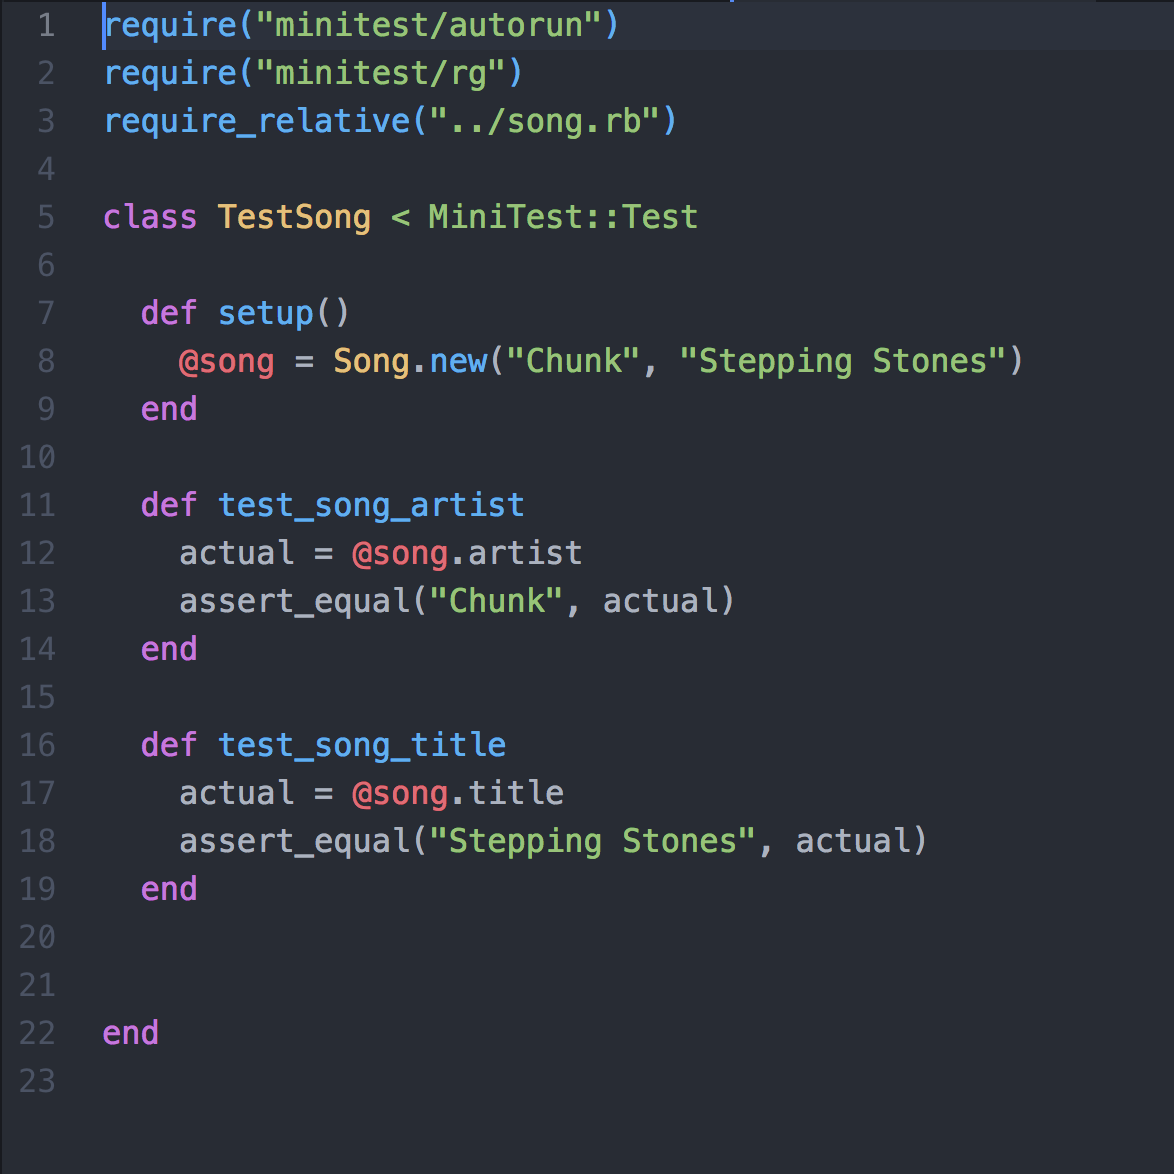 1 require("minitest/autorun")
2 require("minitest/rg")
3 require_relative("../song.rb")
4
5 class TestSong < MiniTest::Test
6
7   def setup()
8     @song = Song.new("Chunk", "Stepping Stones")
9   end
10
11   def test_song_artist
12     actual = @song.artist
13     assert_equal("Chunk", actual)
14   end
15
16   def test_song_title
17     actual = @song.title
18     assert_equal("Stepping Stones", actual)
19   end
20
21
22 end
23